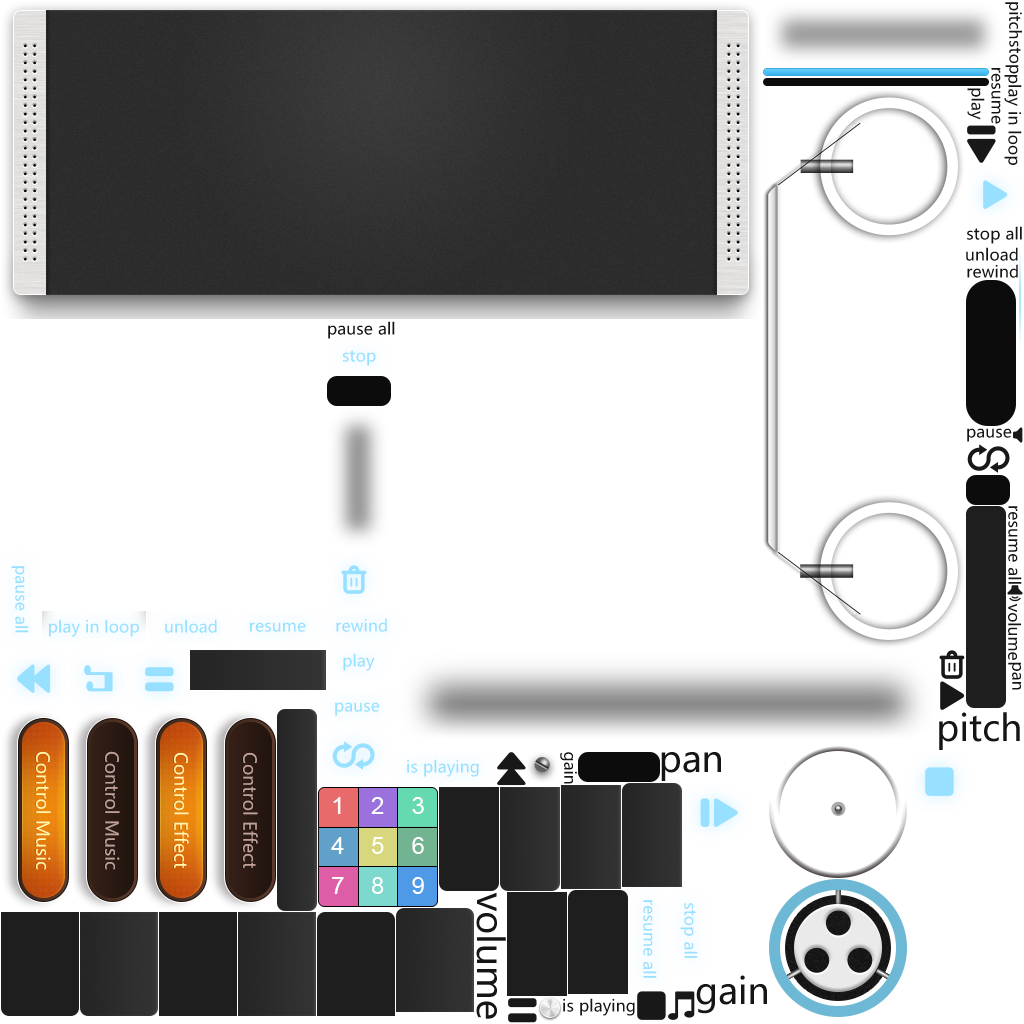 pitch
stop
play in loop
resume
play
stop all
unload
rewind
pause all
stop
pause
resume all
volume
pan
pause all
play in loop
unload
resume
rewind
play
pause
pitch
is playing
gain
pan
Control Music
Control Music
Control Effect
Control Effect
1 2 3
4 5 6
7 8 9
volume
resume all
stop all
is playing
gain